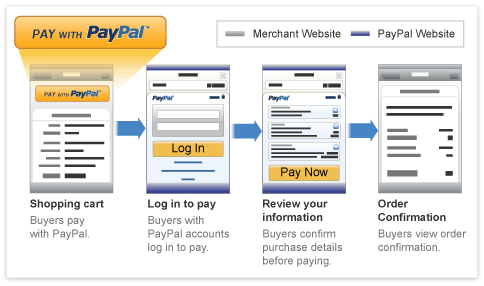 PAY WITH PayPal™
Merchant Website
PayPal Website
PAY WITH PayPal
PayPal
Log In
PayPal
Pay Now
Shopping cart
Buyers pay
with PayPal.
Log in to pay
Buyers with
PayPal accounts
log in to pay.
Review your
information
Buyers confirm
purchase details
before paying.
Order
Confirmation
Buyers view order
confirmation.